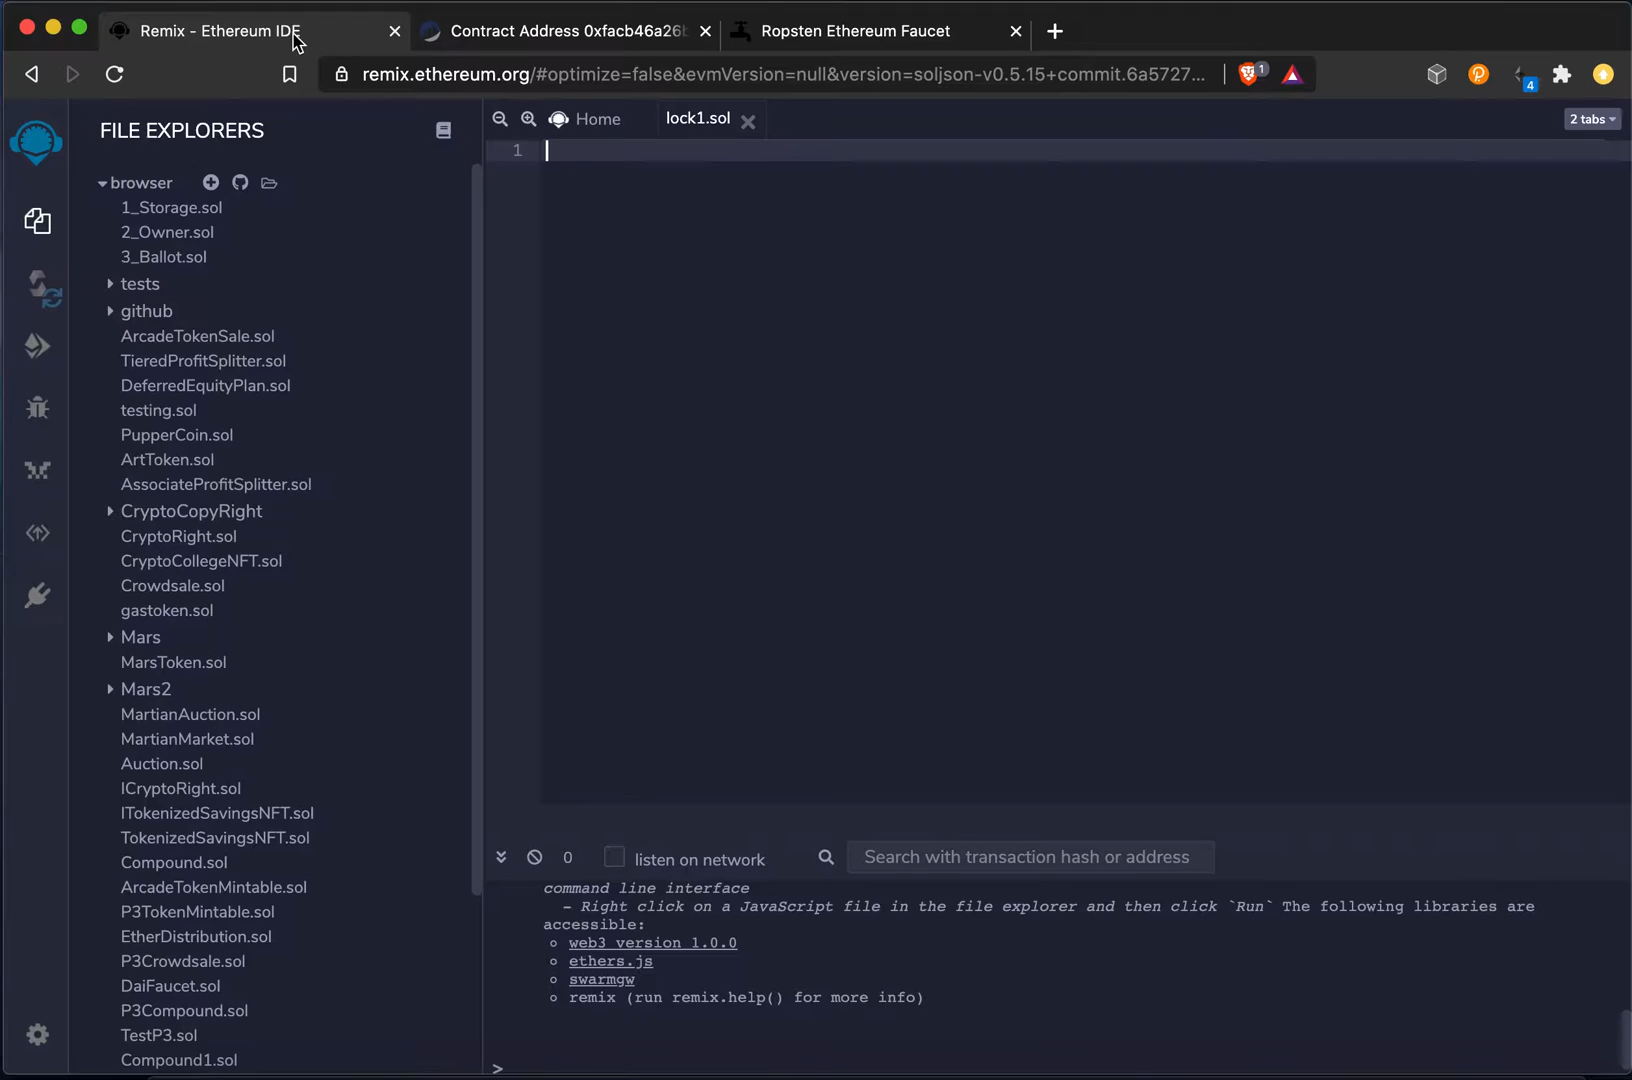 Remix - Ethereum IDE
Contract Address 0xfacb46a26b
Ropsten Ethereum Faucet
remix.ethereum.org/#optimize=false&evmVersion=null&version=soljson-v0.5.15+commit.6a5727...
1
4
FILE EXPLORERS
Home
lock1.sol
2 tabs
browser
1_Storage.sol
2_Owner.sol
3_Ballot.sol
tests
github
ArcadeTokenSale.sol
TieredProfitSplitter.sol
DeferredEquityPlan.sol
testing.sol
PupperCoin.sol
ArtToken.sol
AssociateProfitSplitter.sol
CryptoCopyRight
CryptoRight.sol
CryptoCollegeNFT.sol
Crowdsale.sol
gastoken.sol
Mars
MarsToken.sol
Mars2
MartianAuction.sol
MartianMarket.sol
Auction.sol
ICryptoRight.sol
ITokenizedSavingsNFT.sol
TokenizedSavingsNFT.sol
Compound.sol
ArcadeTokenMintable.sol
P3TokenMintable.sol
EtherDistribution.sol
P3Crowdsale.sol
DaiFaucet.sol
P3Compound.sol
TestP3.sol
Compound1.sol
1
0
listen on network
Search with transaction hash or address
command line interface
- Right click on a JavaScript file in the file explorer and then click `Run` The following libraries are
accessible:
web3 version 1.0.0
ethers.js
swarmgw
remix (run remix.help() for more info)
>